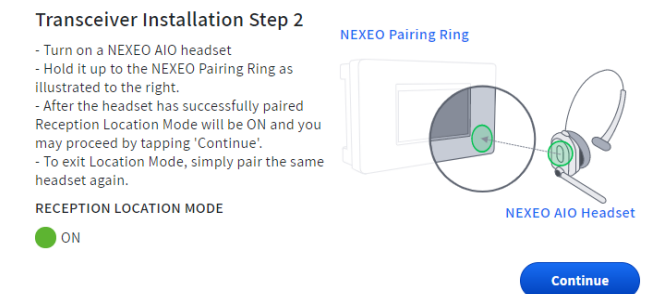 Transceiver Installation Step 2
NEXEO Pairing Ring
- Turn on a NEXEO AIO headset
- Hold it up to the NEXEO Pairing Ring as
illustrated to the right.
- After the headset has successfully paired
Reception Location Mode will be ON and you
may proceed by tapping 'Continue'.
- To exit Location Mode, simply pair the same
headset again.
RECEPTION LOCATION MODE
ON
NEXEO AIO Headset
Continue